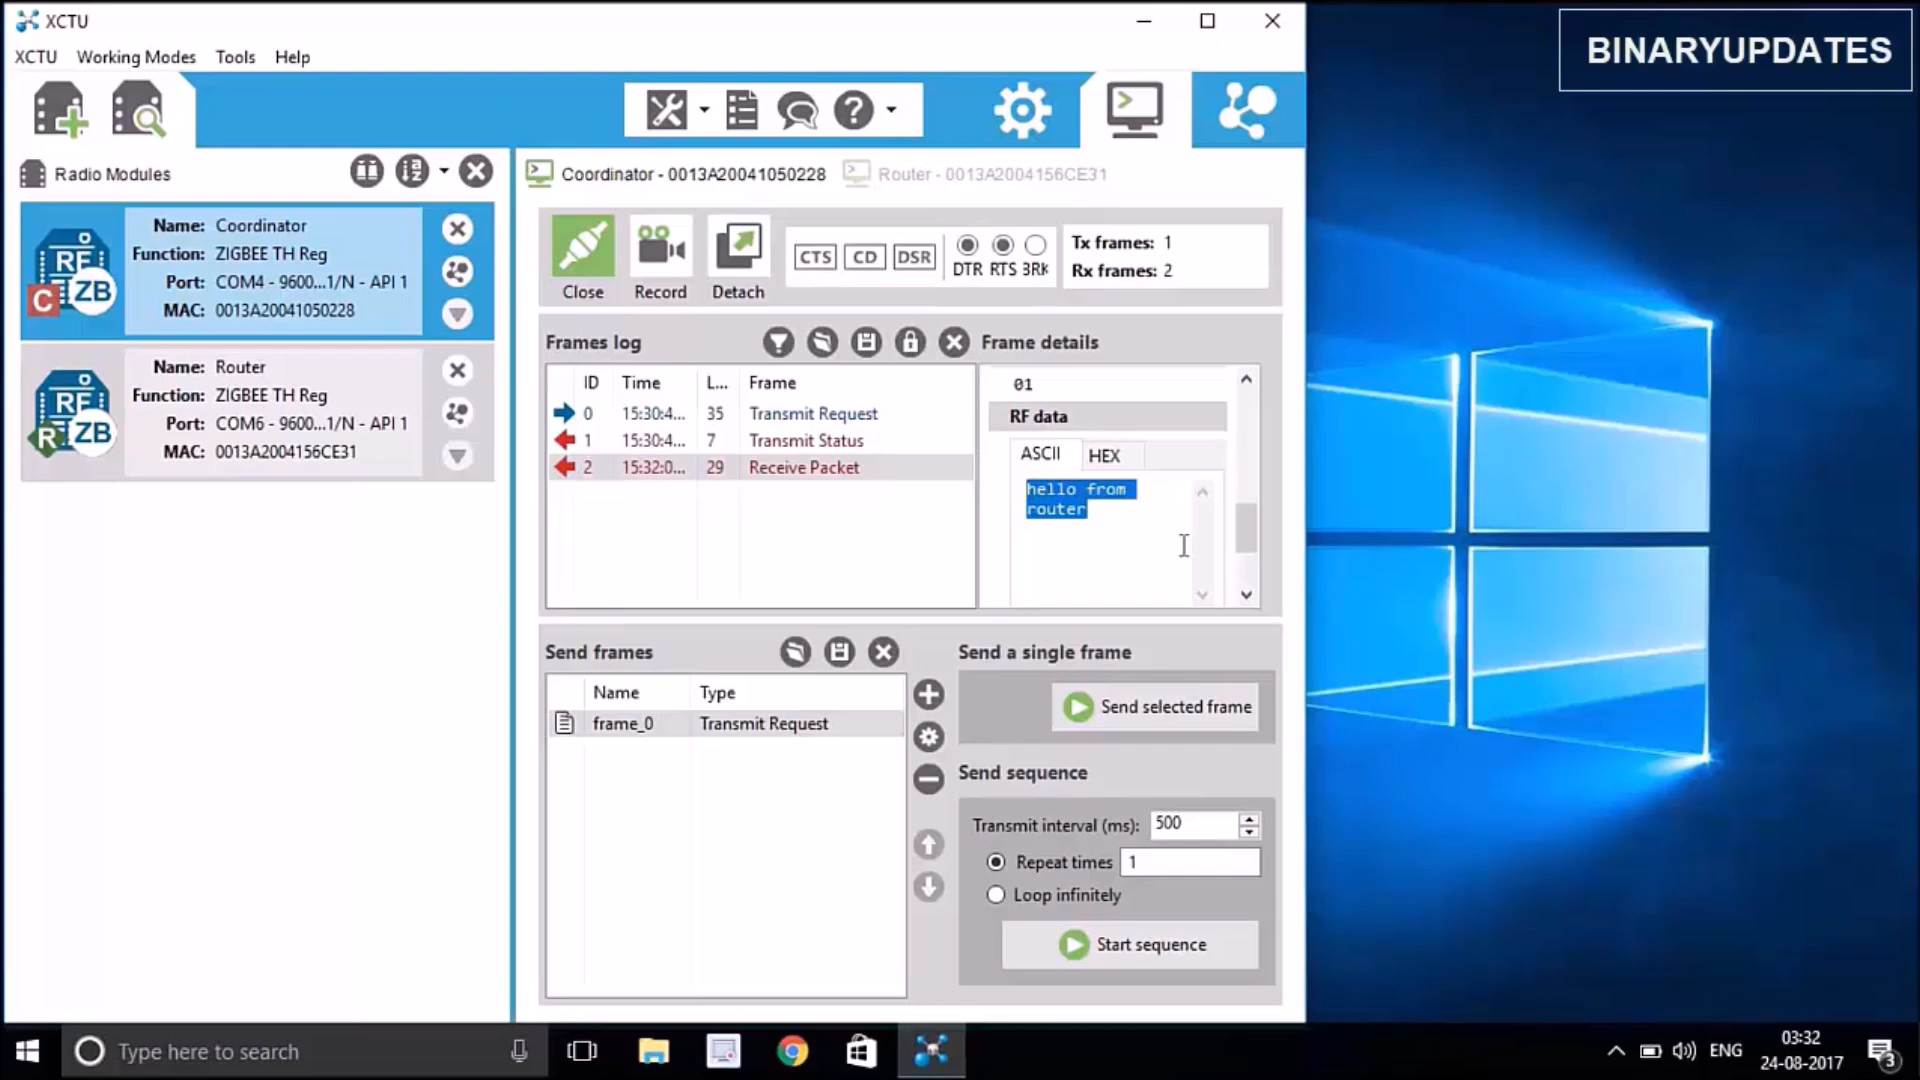 XCTU
BINARYUPDATES
XCTU Working Modes Tools Help
Radio Modules
Name: Coordinator
Function: ZIGBEE TH Reg
Port: COM4 - 9600...1/N - API 1
MAC: 0013A20041050228
RF
C
ZB
Name: Router
Function: ZIGBEE TH Reg
Port: COM6 - 9600...1/N - API 1
MAC: 0013A2004156CE31
RF
R
ZB
Coordinator - 0013A20041050228
Router - 0013A2004156CE31
Close
Record
Detach
CTS CD DSR
DTR RTS BRK
Tx frames: 1
Rx frames: 2
Frames log
ID Time L... Frame
0 15:30:4... 35 Transmit Request
1 15:30:4... 7 Transmit Status
2 15:32:0... 29 Receive Packet
Frame details
01
RF data
ASCII HEX
hello from
router
Send frames
Name Type
frame_0 Transmit Request
Send a single frame
Send selected frame
Send sequence
Transmit interval (ms): 500
Repeat times 1
Loop infinitely
Start sequence
Type here to search
ENG
03:32
24-08-2017
3